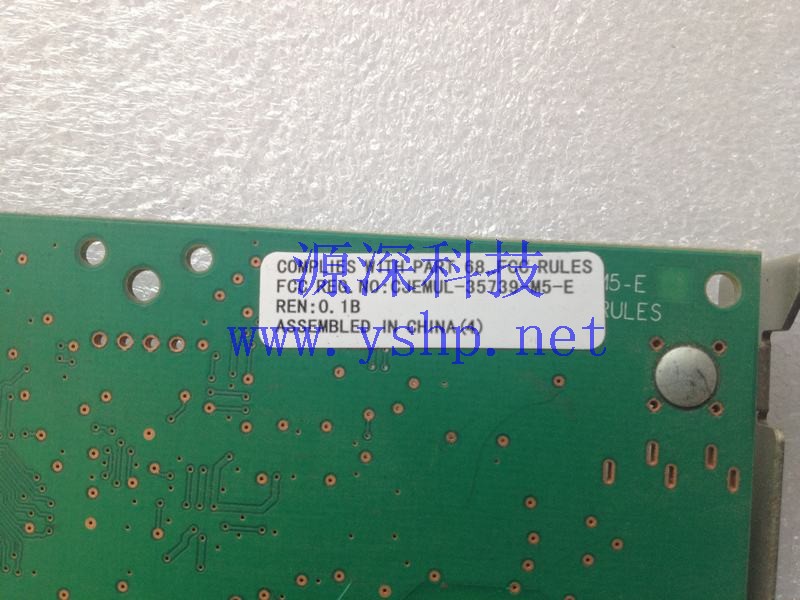 源深科技
COMPLIES WITH PART 68, FCC RULES
FCC REG NO:CJEMUL-35739-M5-E
REN:0.1B
ASSEMBLED IN CHINA(4)
www.yshp.net
M5-E
RULES